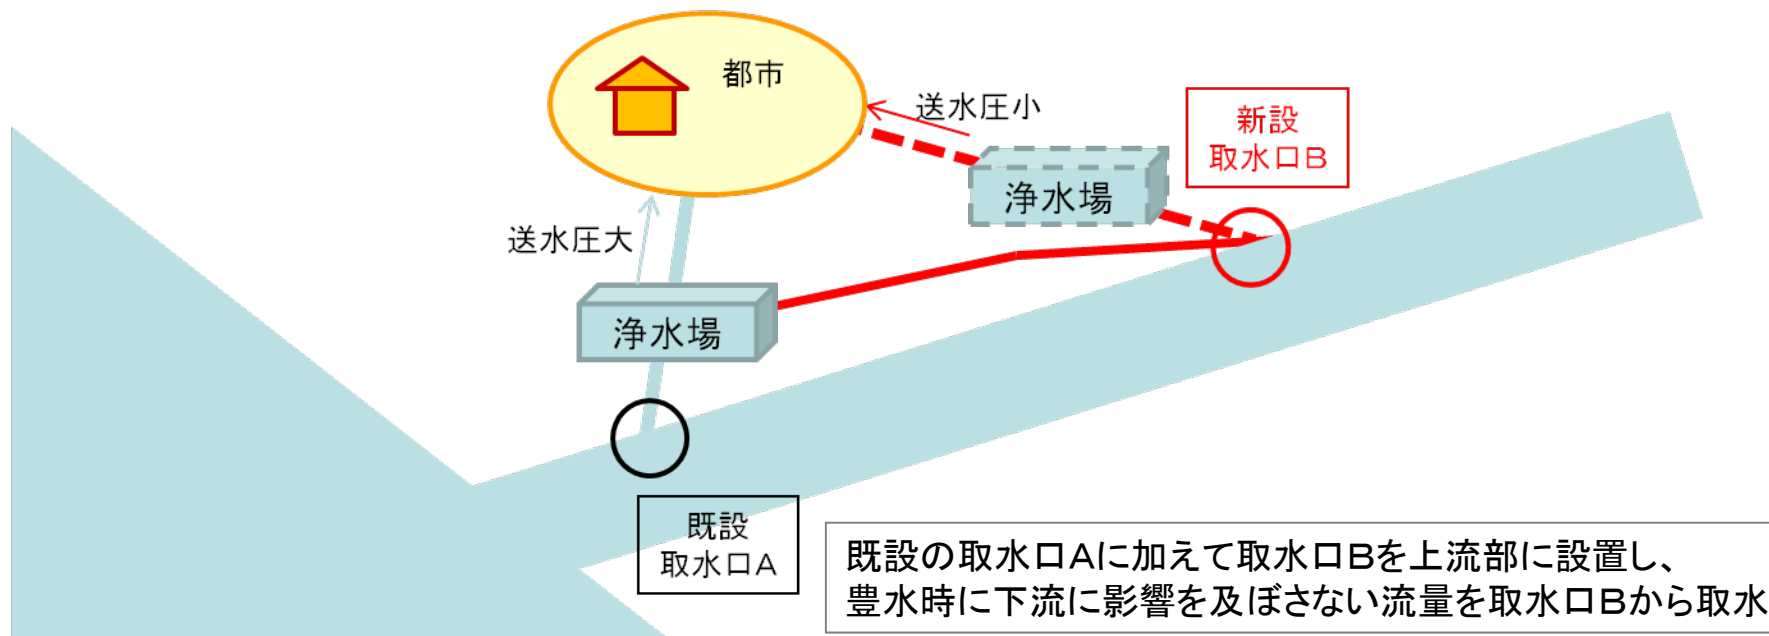 都市
送水圧小
新設
取水口B
浄水場
送水圧大
浄水場
既設
取水口A
既設の取水口Aに加えて取水口Bを上流部に設置し、
豊水時に下流に影響を及ぼさない流量を取水口Bから取水